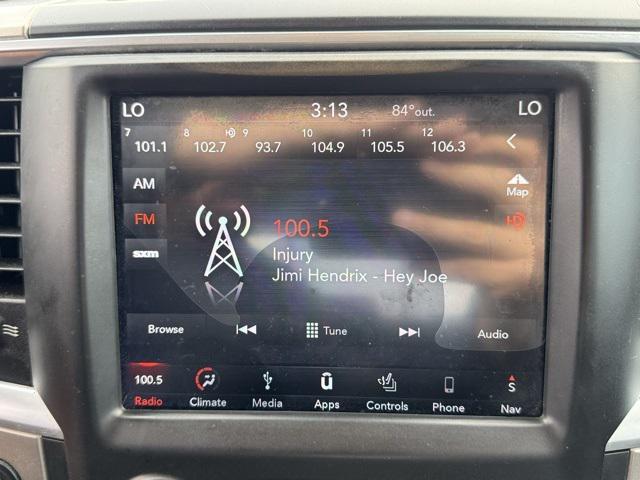 LO 3:13 84° out. LO
7 8 HD 9 10 11 12
101.1 102.7 93.7 104.9 105.5 106.3
AM
Map
FM 100.5 HD
Injury
sxm
Jimi Hendrix - Hey Joe
Browse Tune Audio
100.5 S
Radio Climate Media Apps Controls Phone Nav